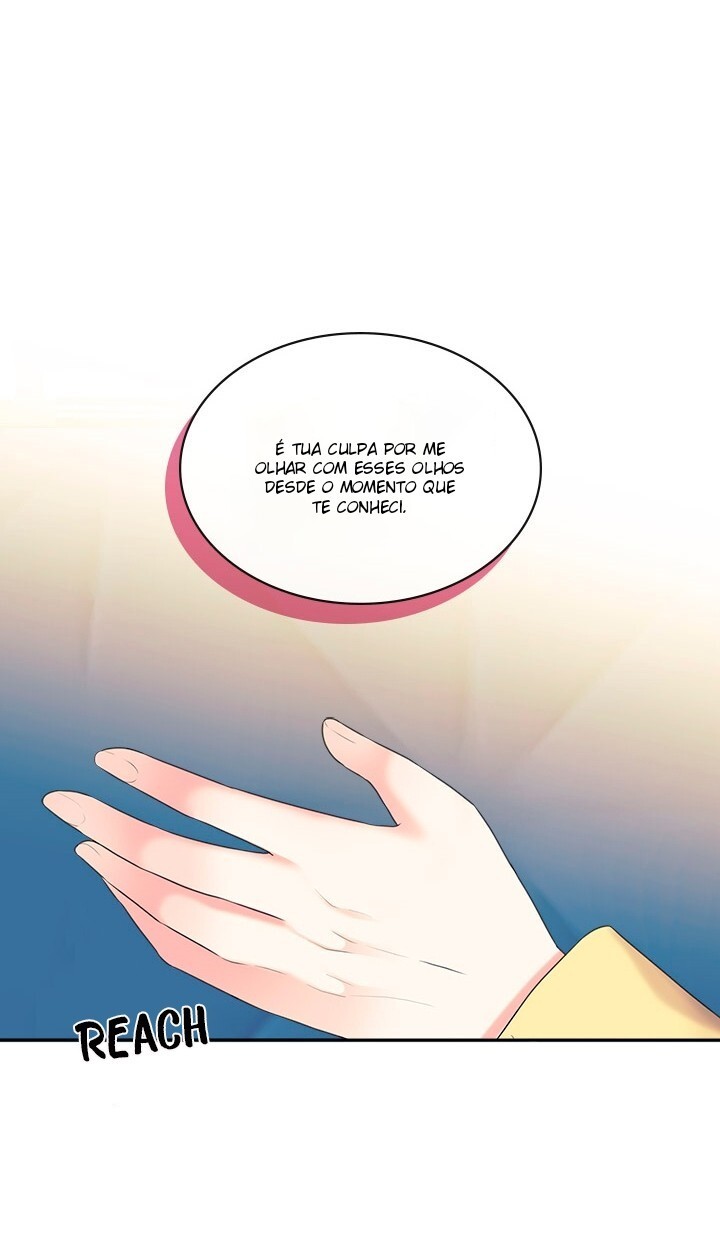 É TUA CULPA POR ME
OLHAR COM ESSES OLHOS
DESDE O MOMENTO QUE
TE CONHECI.
REACH